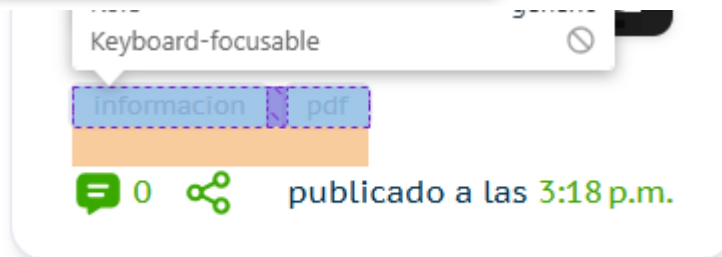 Keyboard-focusable
informacion pdf
0 publicado a las 3:18 p.m.